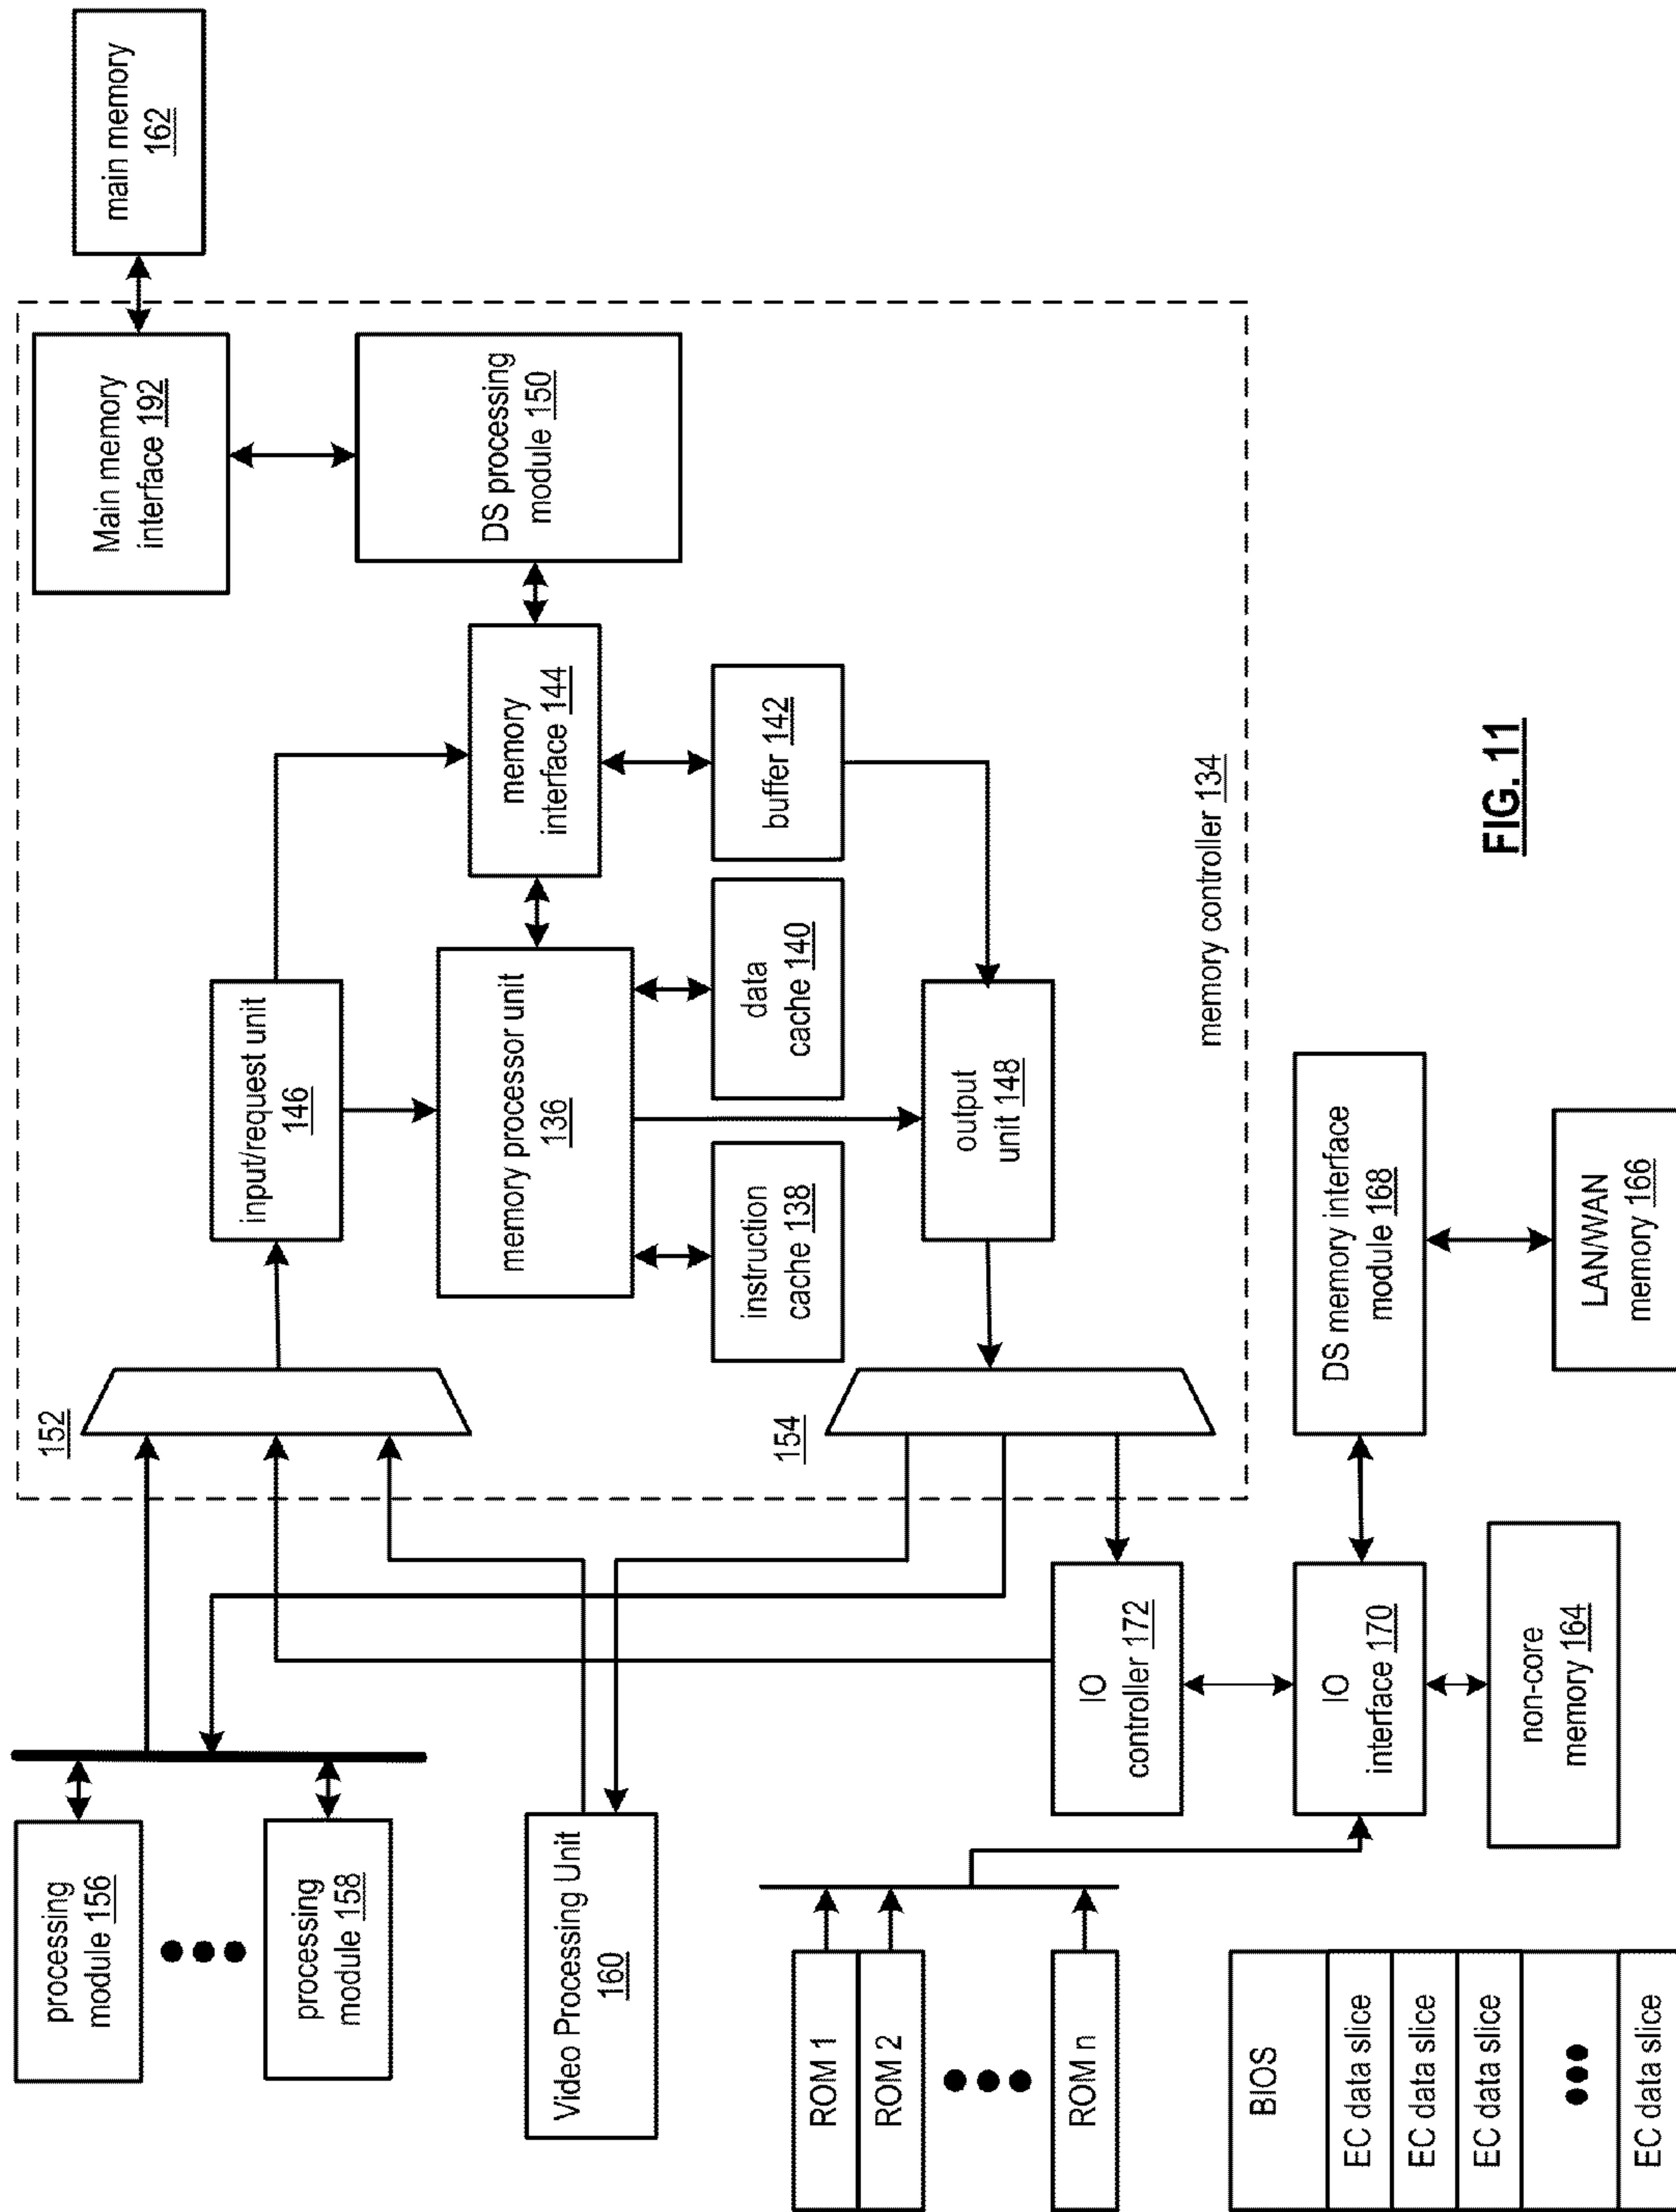 processing
module 156
processing
module 158
Video Processing Unit
160
ROM 1
ROM 2
ROM n
BIOS
EC data slice
EC data slice
EC data slice
EC data slice
152
154
IO
controller 172
IO
interface 170
non-core
memory 164
input/request unit
146
memory processor unit
136
instruction
cache 138
data
cache 140
output
unit 148
memory
interface 144
buffer 142
Main memory
interface 192
DS processing
module 150
main memory
162
memory controller 134
DS memory interface
module 168
LAN/WAN
memory 166
FIG. 11